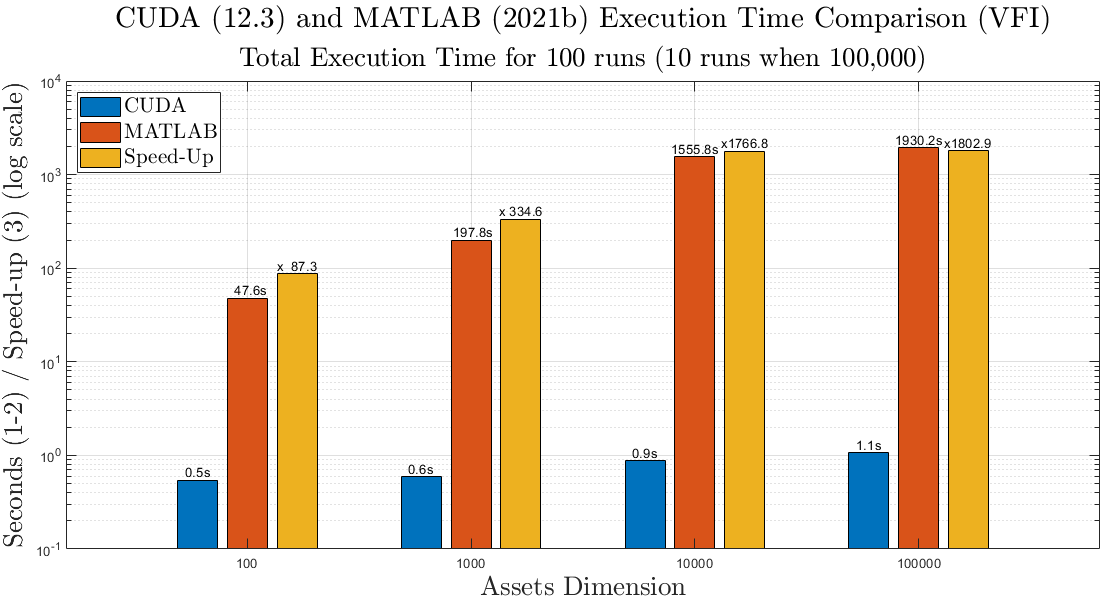 CUDA (12.3) and MATLAB (2021b) Execution Time Comparison (VFI)
Total Execution Time for 100 runs (10 runs when 100,000)
Seconds (1-2) / Speed-up (3) (log scale)
10^4
10^3
10^2
10^1
10^0
10^-1
CUDA
MATLAB
Speed-Up
0.5s
47.6s
x  87.3
0.6s
197.8s
x 334.6
0.9s
1555.8s
x1766.8
1.1s
1930.2s
x1802.9
100
1000
10000
100000
Assets Dimension